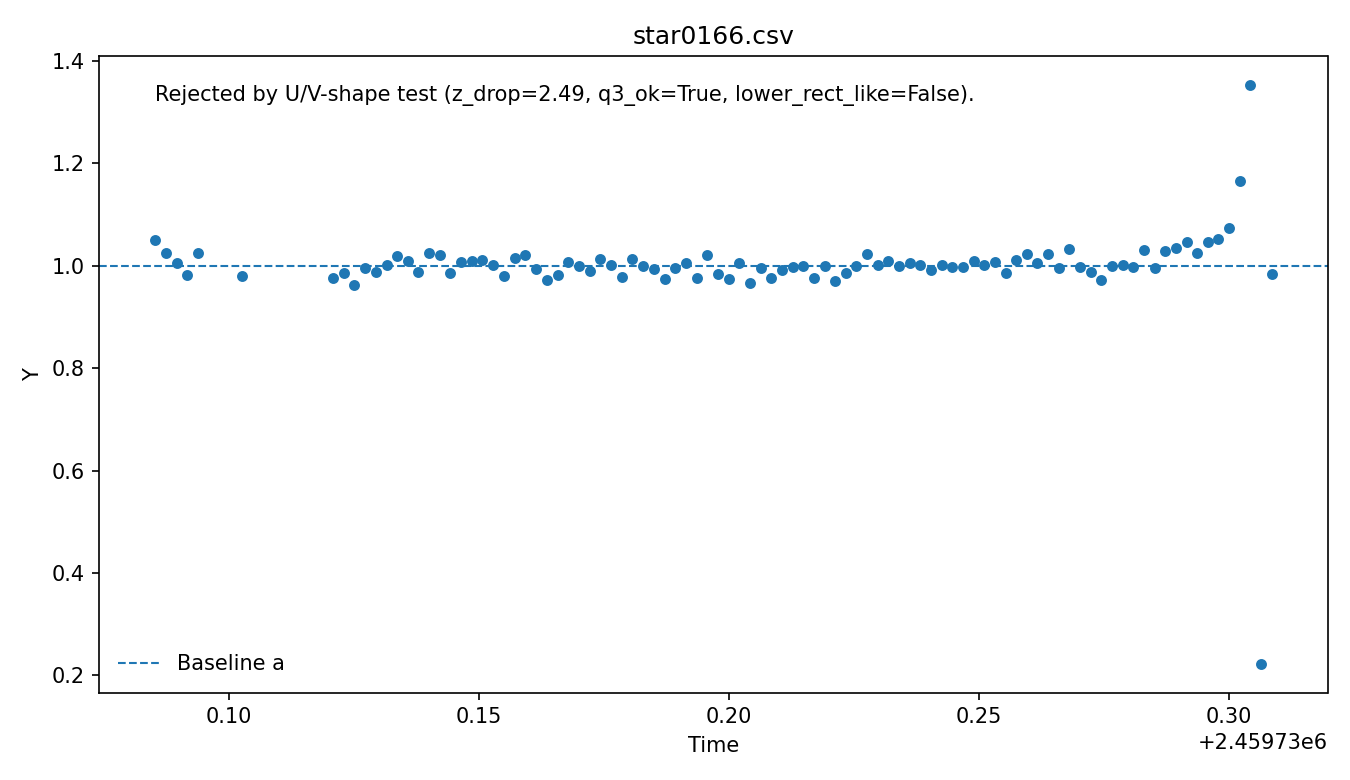 star0166.csv
Rejected by U/V-shape test (z_drop=2.49, q3_ok=True, lower_rect_like=False).
Y
1.4
1.2
1.0
0.8
0.6
0.4
0.2
Baseline a
0.10 0.15 0.20 0.25 0.30
Time
+2.45973e6